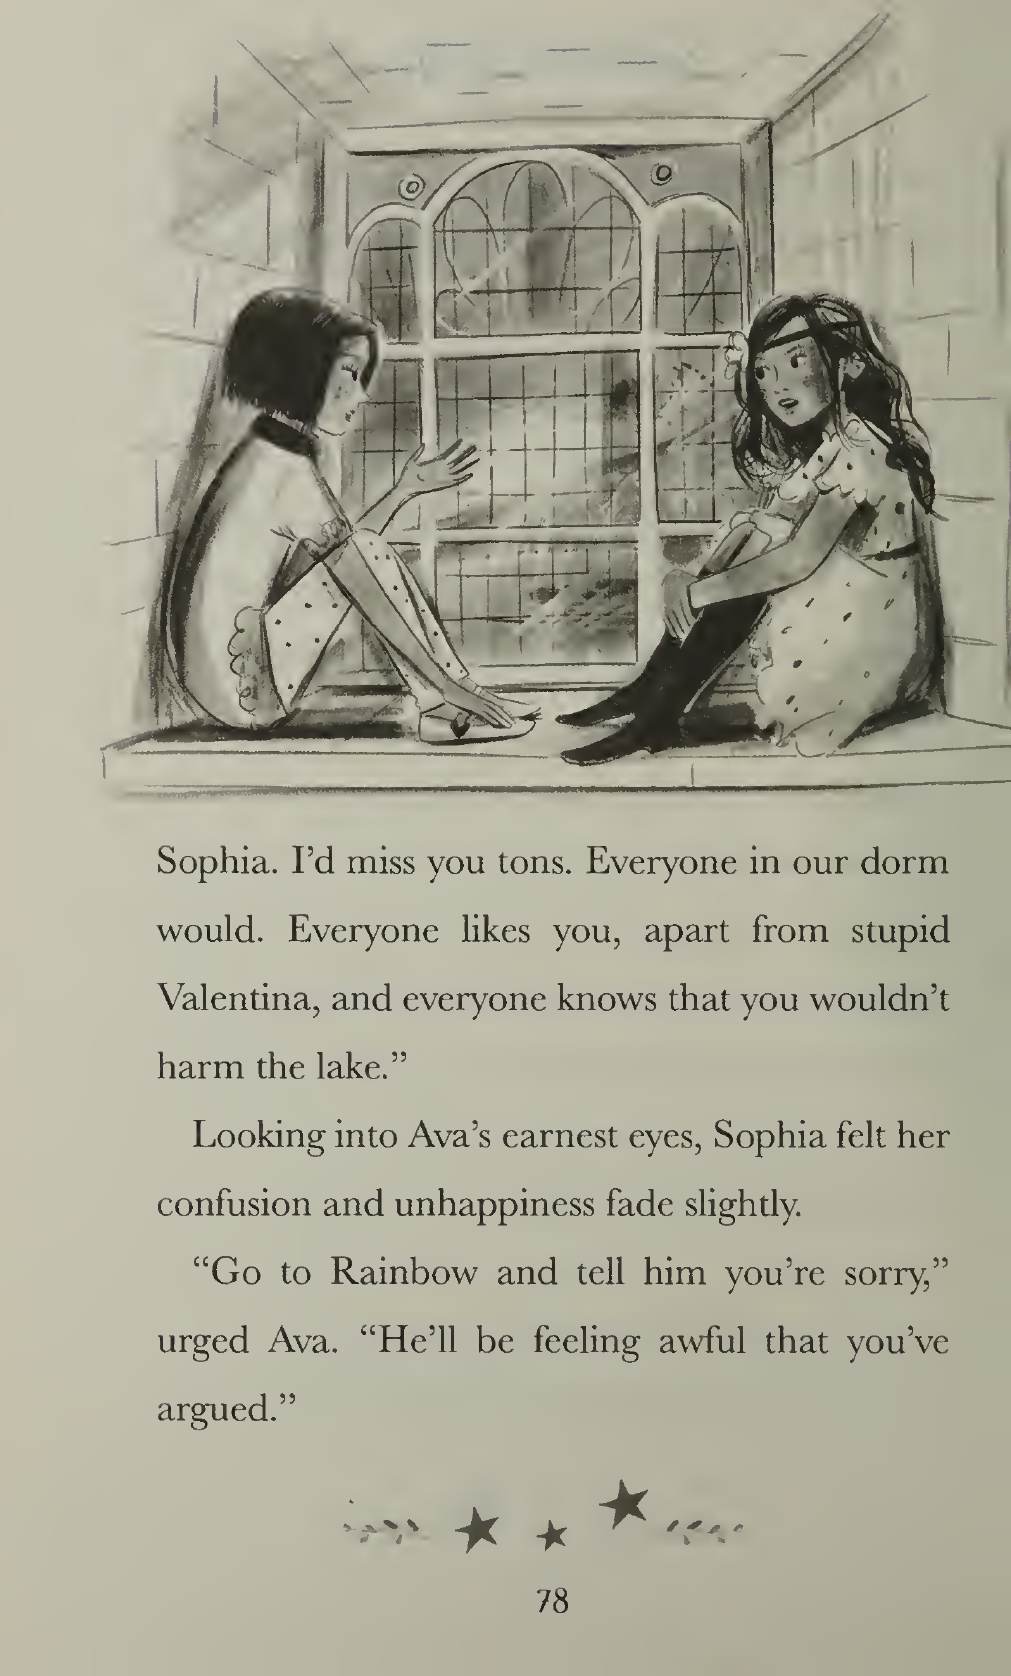 Sophia. I’d miss you tons. Everyone in our dorm
would. Everyone likes you, apart from stupid
Valentina, and everyone knows that you wouldn’t
harm the lake.”
Looking into Ava’s earnest eyes, Sophia felt her
confusion and unhappiness fade slightly.
“Go to Rainbow and tell him you’re sorry,”
urged Ava. “He’ll be feeling awful that you’ve
argued.”
78